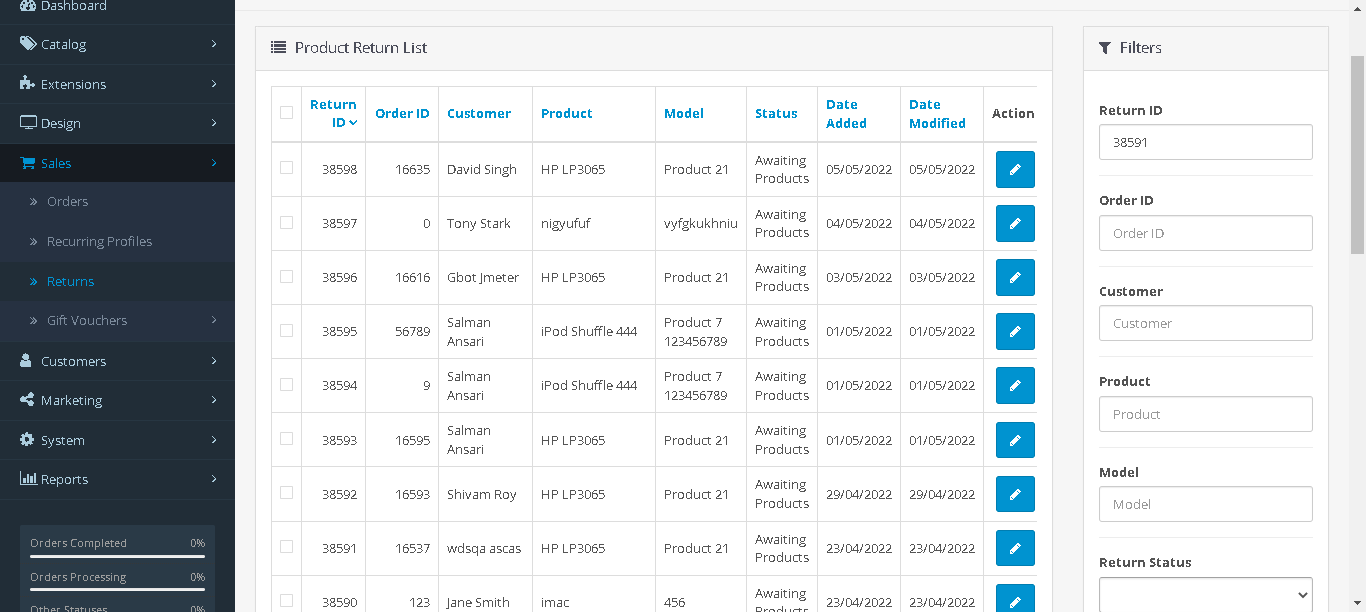 Dashboard
Catalog
Extensions
Design
Sales
» Orders
» Recurring Profiles
» Returns
» Gift Vouchers
Customers
Marketing
System
Reports
Orders Completed 0%
Orders Processing 0%
Other Statuses 0%
Product Return List
Return ID Order ID Customer Product Model Status Date Added Date Modified Action
38598 16635 David Singh HP LP3065 Product 21 Awaiting Products 05/05/2022 05/05/2022
38597 0 Tony Stark nigyufuf vyfgkukhniu Awaiting Products 04/05/2022 04/05/2022
38596 16616 Gbot Jmeter HP LP3065 Product 21 Awaiting Products 03/05/2022 03/05/2022
38595 56789 Salman Ansari iPod Shuffle 444 Product 7 123456789 Awaiting Products 01/05/2022 01/05/2022
38594 9 Salman Ansari iPod Shuffle 444 Product 7 123456789 Awaiting Products 01/05/2022 01/05/2022
38593 16595 Salman Ansari HP LP3065 Product 21 Awaiting Products 01/05/2022 01/05/2022
38592 16593 Shivam Roy HP LP3065 Product 21 Awaiting Products 29/04/2022 29/04/2022
38591 16537 wdsqa ascas HP LP3065 Product 21 Awaiting Products 23/04/2022 23/04/2022
38590 123 Jane Smith imac 456 Awaiting Products 23/04/2022 23/04/2022
Filters
Return ID
38591
Order ID
Order ID
Customer
Customer
Product
Product
Model
Model
Return Status